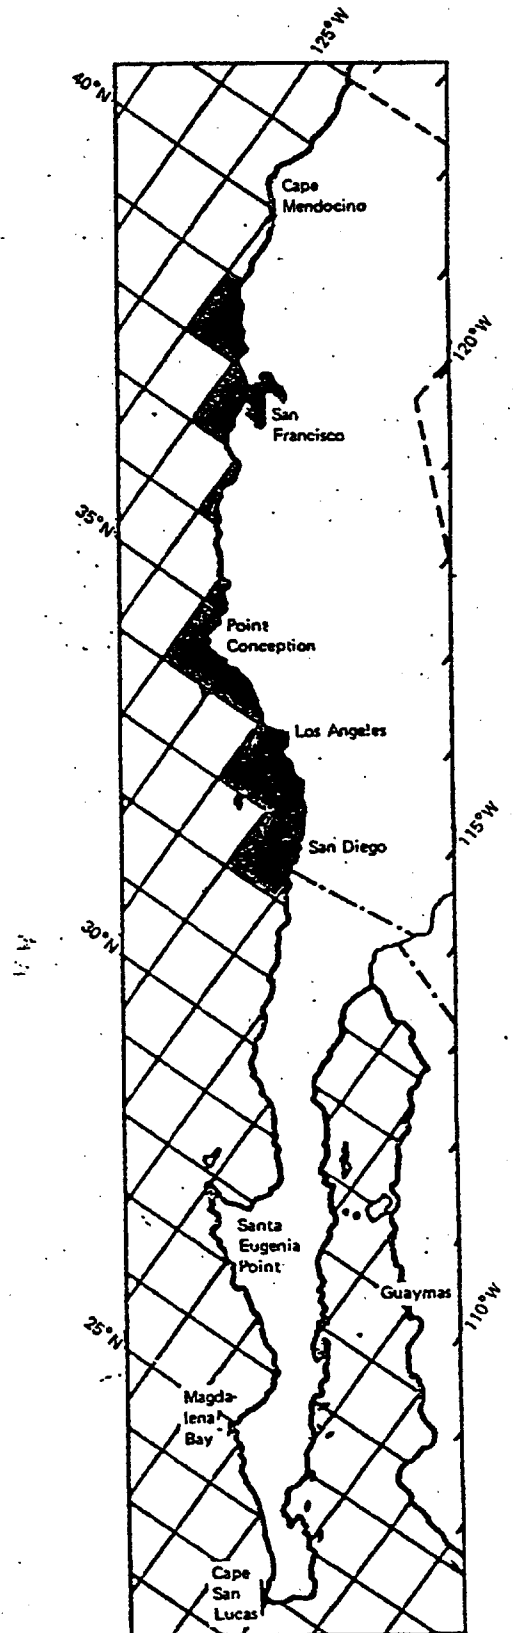 125°W
40°N
Cape
Mendocino
120°W
San
Francisco
35°N
Point
Conception
Los Angeles
115°W
San Diego
30°N
Santa
Eugenia
Point
Guaymas
110°W
25°N
Magda-
lena
Bay
Cape
San
Lucas